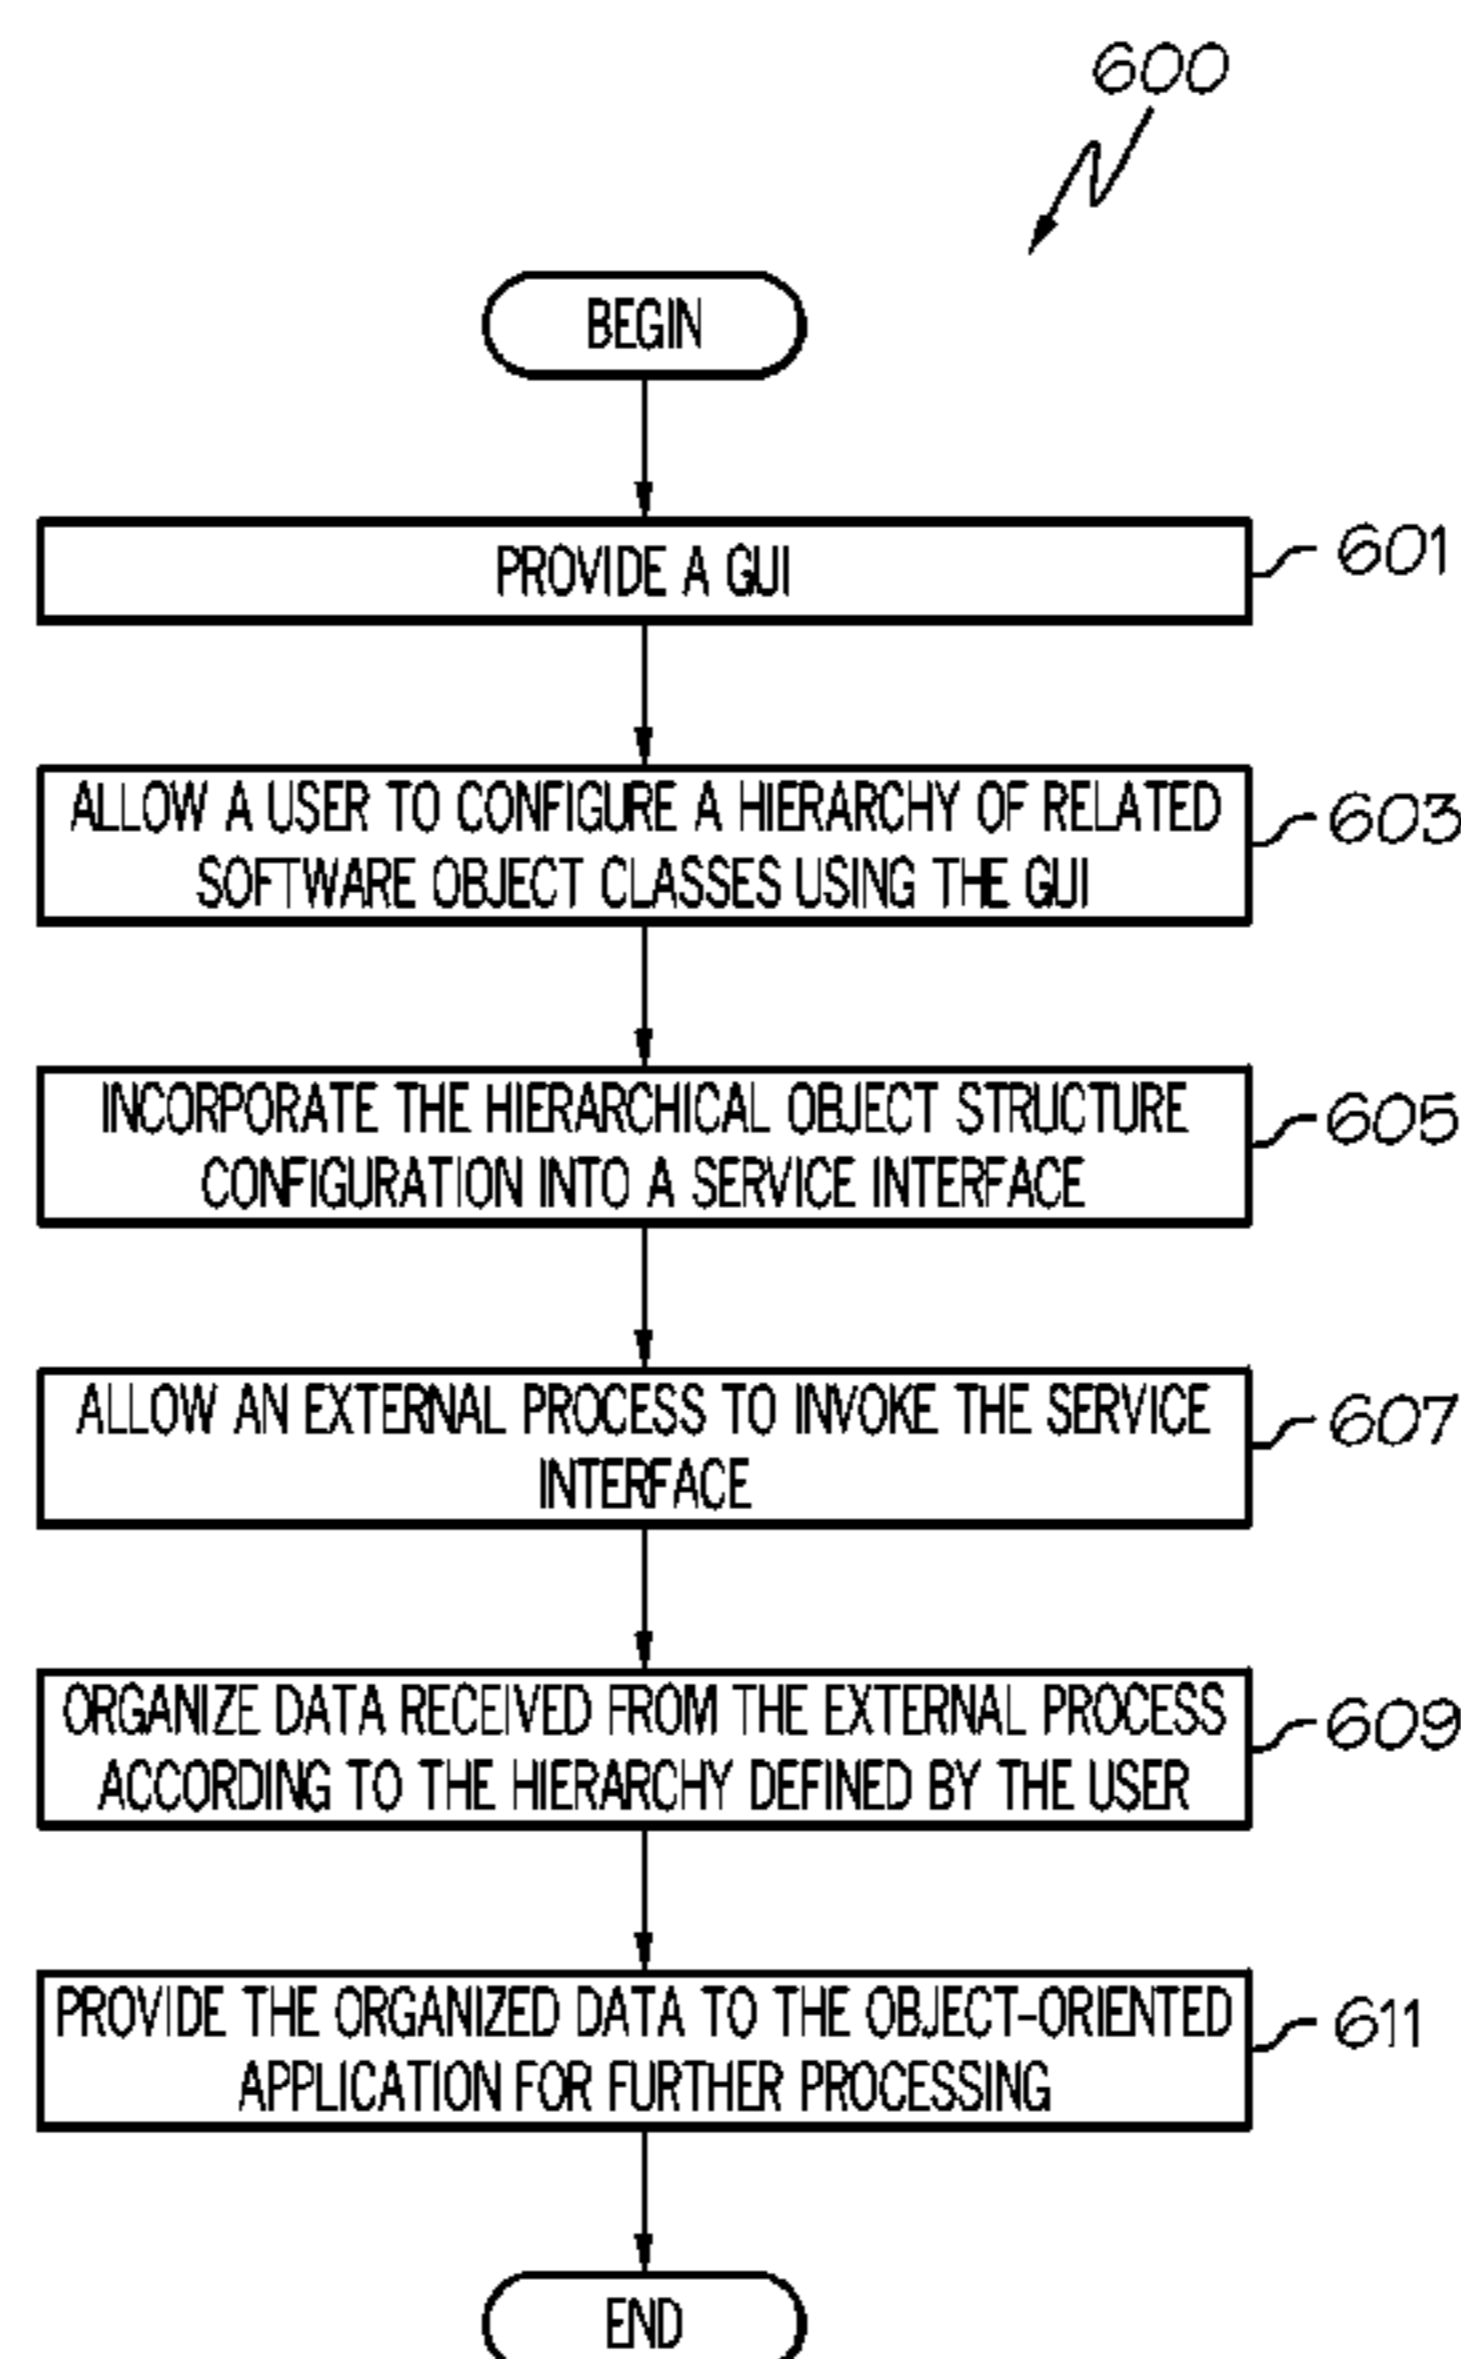 600
BEGIN
PROVIDE A GUI
601
ALLOW A USER TO CONFIGURE A HIERARCHY OF RELATED
SOFTWARE OBJECT CLASSES USING THE GUI
603
INCORPORATE THE HIERARCHICAL OBJECT STRUCTURE
CONFIGURATION INTO A SERVICE INTERFACE
605
ALLOW AN EXTERNAL PROCESS TO INVOKE THE SERVICE
INTERFACE
607
ORGANIZE DATA RECEIVED FROM THE EXTERNAL PROCESS
ACCORDING TO THE HIERARCHY DEFINED BY THE USER
609
PROVIDE THE ORGANIZED DATA TO THE OBJECT-ORIENTED
APPLICATION FOR FURTHER PROCESSING
611
END